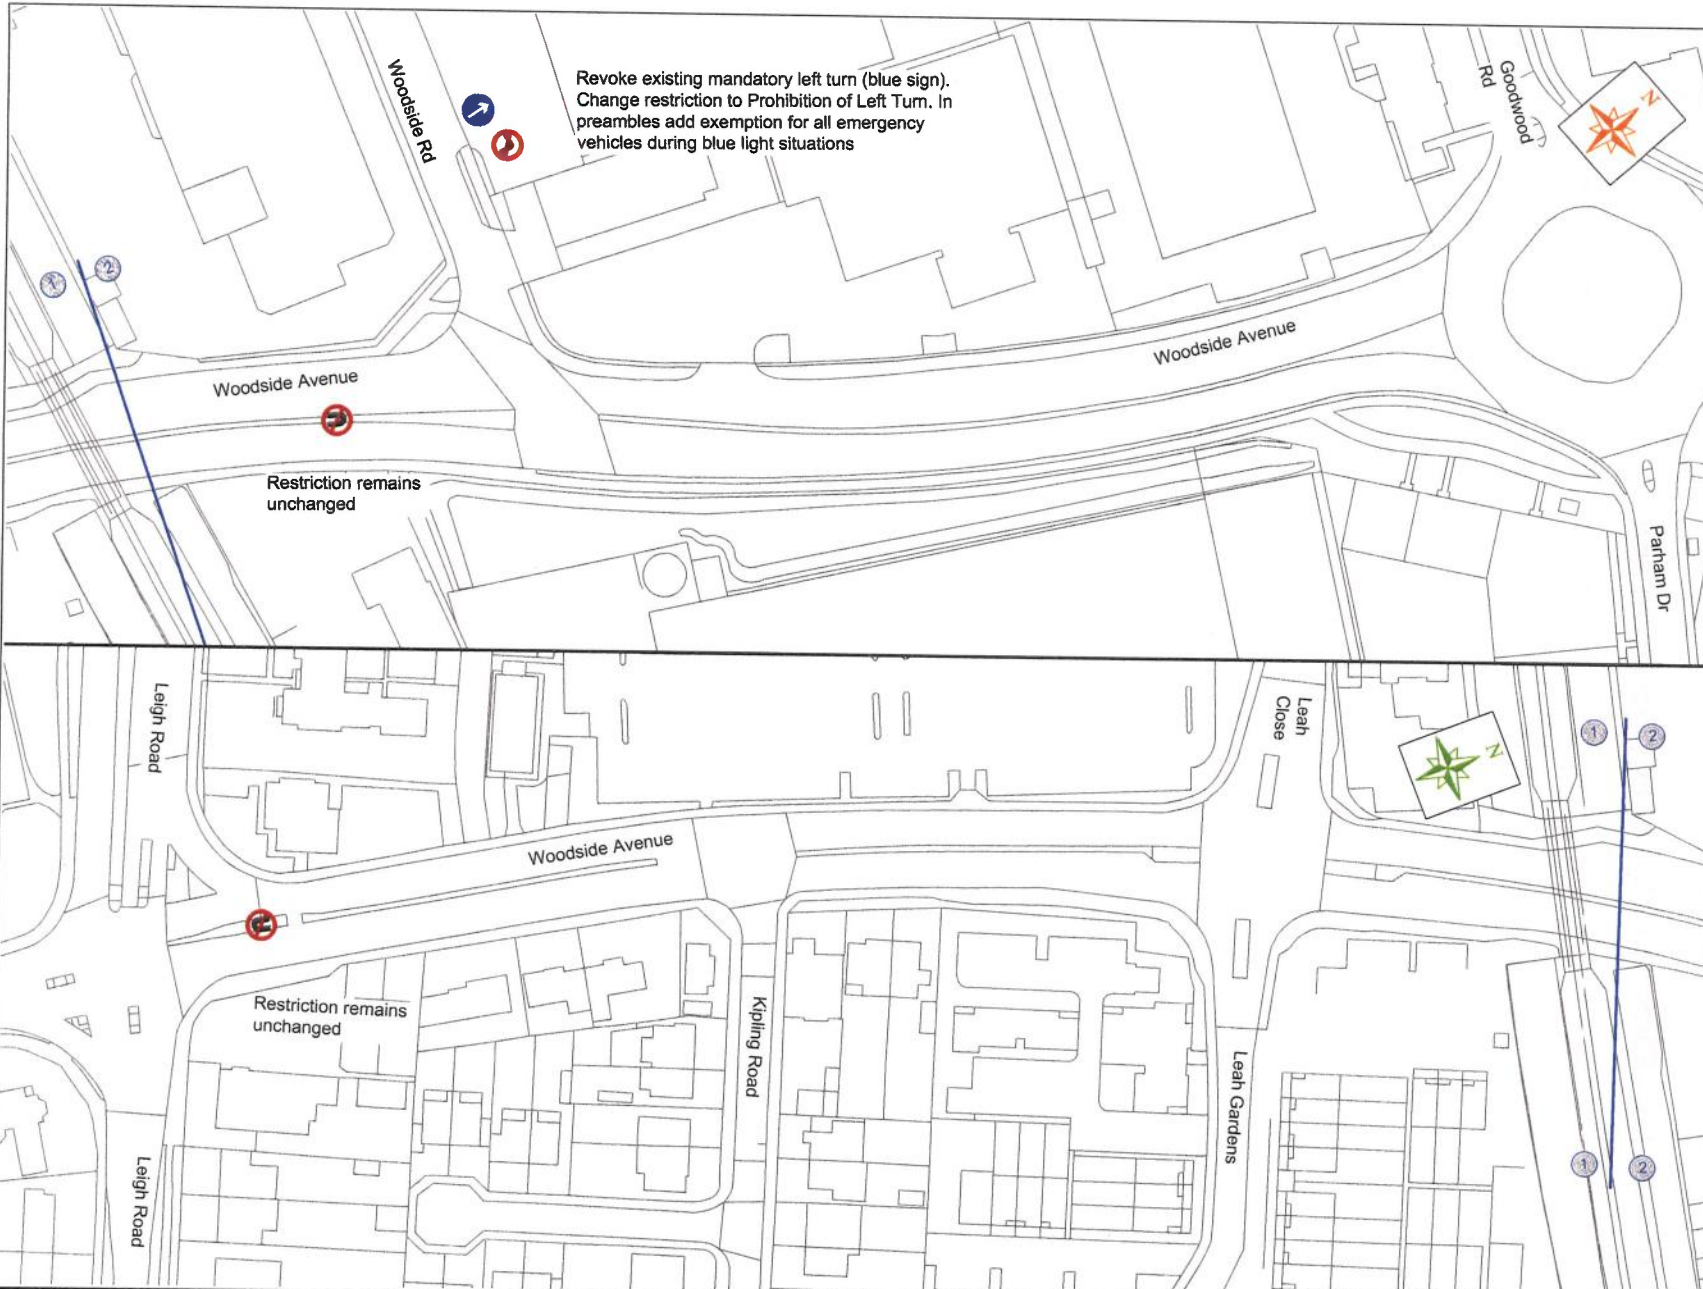 Woodside Rd
Revoke existing mandatory left turn (blue sign).
Change restriction to Prohibition of Left Turn. In
preambles add exemption for all emergency
vehicles during blue light situations
Goodwood
Rd
N
1
2
Woodside Avenue
Woodside Avenue
Restriction remains
unchanged
Parham Dr
Leigh Road
Leah
Close
N
1
2
Woodside Avenue
Restriction remains
unchanged
Kipling Road
Leah Gardens
Leigh Road
1
2